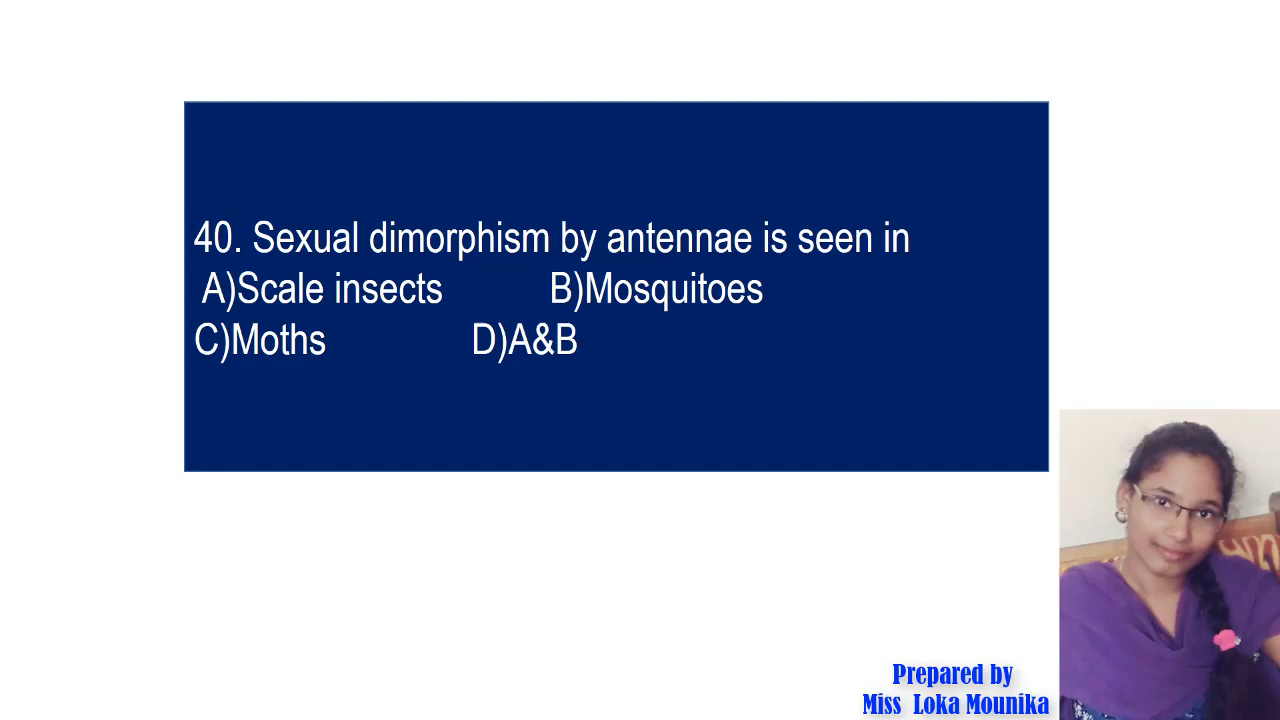 40. Sexual dimorphism by antennae is seen in
A)Scale insects B)Mosquitoes
C)Moths D)A&B
Prepared by
Miss Loka Mounika